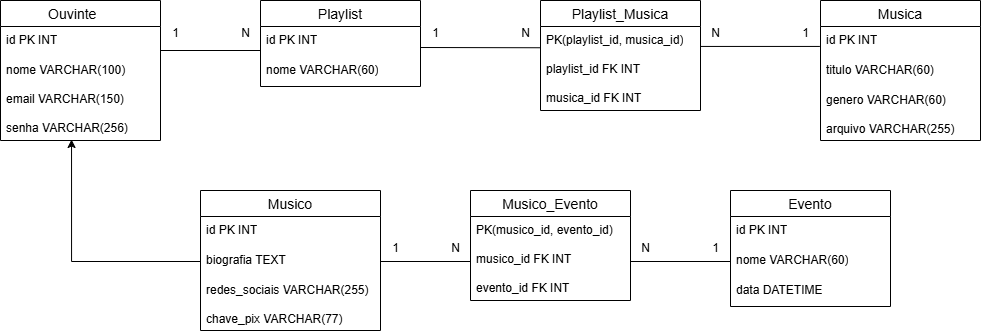 Ouvinte
id PK INT
nome VARCHAR(100)
email VARCHAR(150)
senha VARCHAR(256)
1
N
Playlist
id PK INT
nome VARCHAR(60)
1
N
Playlist_Musica
PK(playlist_id, musica_id)
playlist_id FK INT
musica_id FK INT
N
1
Musica
id PK INT
titulo VARCHAR(60)
genero VARCHAR(60)
arquivo VARCHAR(255)
Musico
id PK INT
biografia TEXT
redes_sociais VARCHAR(255)
chave_pix VARCHAR(77)
1
N
Musico_Evento
PK(musico_id, evento_id)
musico_id FK INT
evento_id FK INT
N
1
Evento
id PK INT
nome VARCHAR(60)
data DATETIME